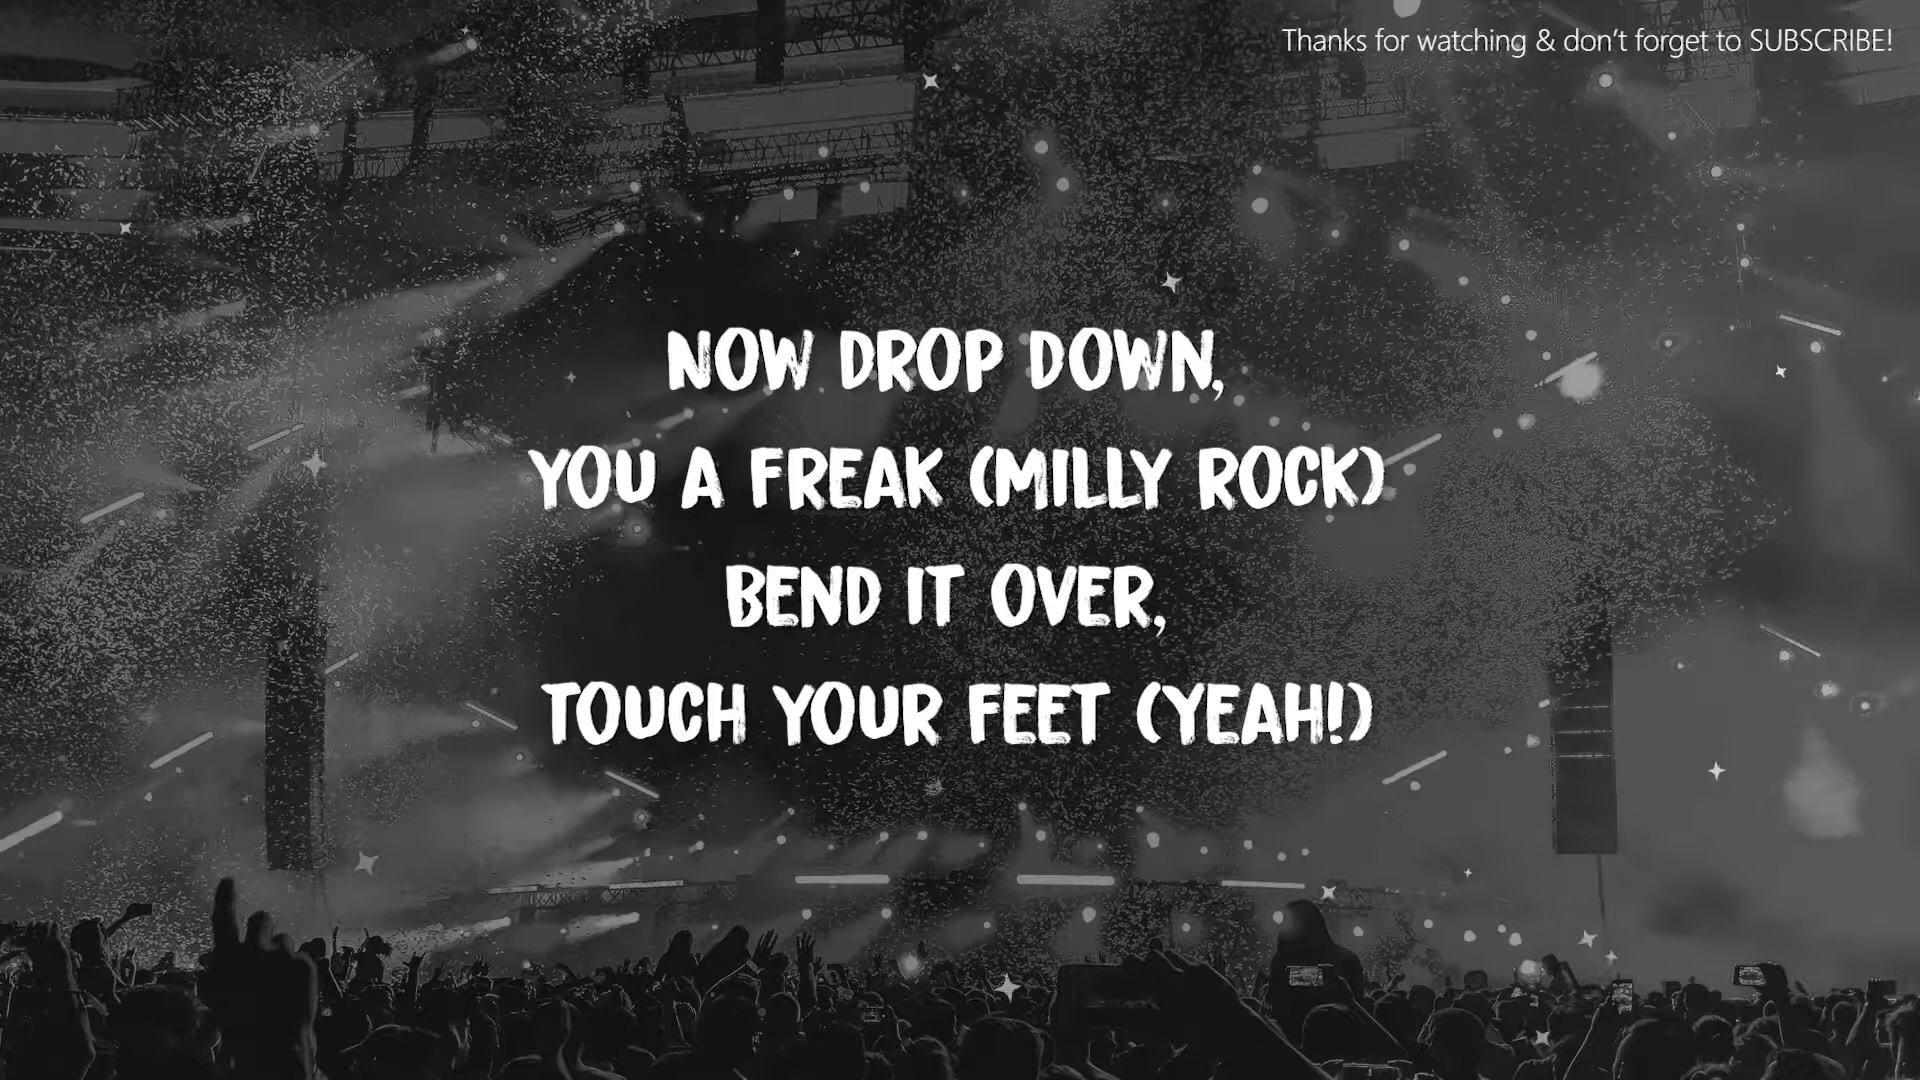 Thanks for watching & don't forget to SUBSCRIBE!
NOW DROP DOWN,
YOU A FREAK (MILLY ROCK)
BEND IT OVER,
TOUCH YOUR FEET (YEAH!)